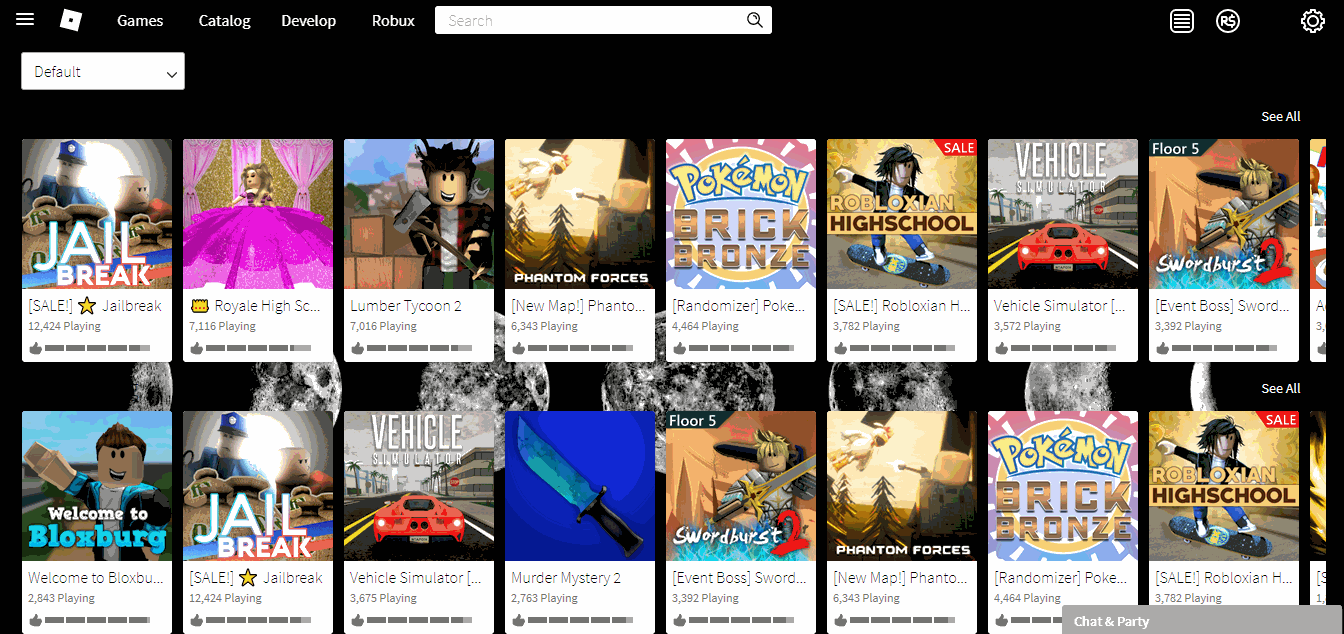 Games Catalog Develop Robux Search
Default
See All
JAIL
BREAK
[SALE!] ⭐ Jailbreak
12,424 Playing
Royale High Sc...
7,116 Playing
Lumber Tycoon 2
7,016 Playing
PHANTOM FORCES
[New Map!] Phanto...
6,343 Playing
POKéMON
BRICK
BRONZE
[Randomizer] Poke...
4,464 Playing
SALE
ROBLOXIAN
HIGHSCHOOL
[SALE!] Robloxian H...
3,782 Playing
VEHICLE
SIMULATOR
Vehicle Simulator [...
3,572 Playing
Floor 5
Swordburst 2
[Event Boss] Sword...
3,392 Playing
See All
Welcome to
Bloxburg
Welcome to Bloxbu...
2,843 Playing
JAIL
BREAK
[SALE!] ⭐ Jailbreak
12,424 Playing
VEHICLE
SIMULATOR
Vehicle Simulator [...
3,675 Playing
Murder Mystery 2
2,763 Playing
Floor 5
Swordburst 2
[Event Boss] Sword...
3,392 Playing
PHANTOM FORCES
[New Map!] Phanto...
6,343 Playing
POKéMON
BRICK
BRONZE
[Randomizer] Poke...
4,464 Playing
SALE
ROBLOXIAN
HIGHSCHOOL
[SALE!] Robloxian H...
3,782 Playing
Chat & Party